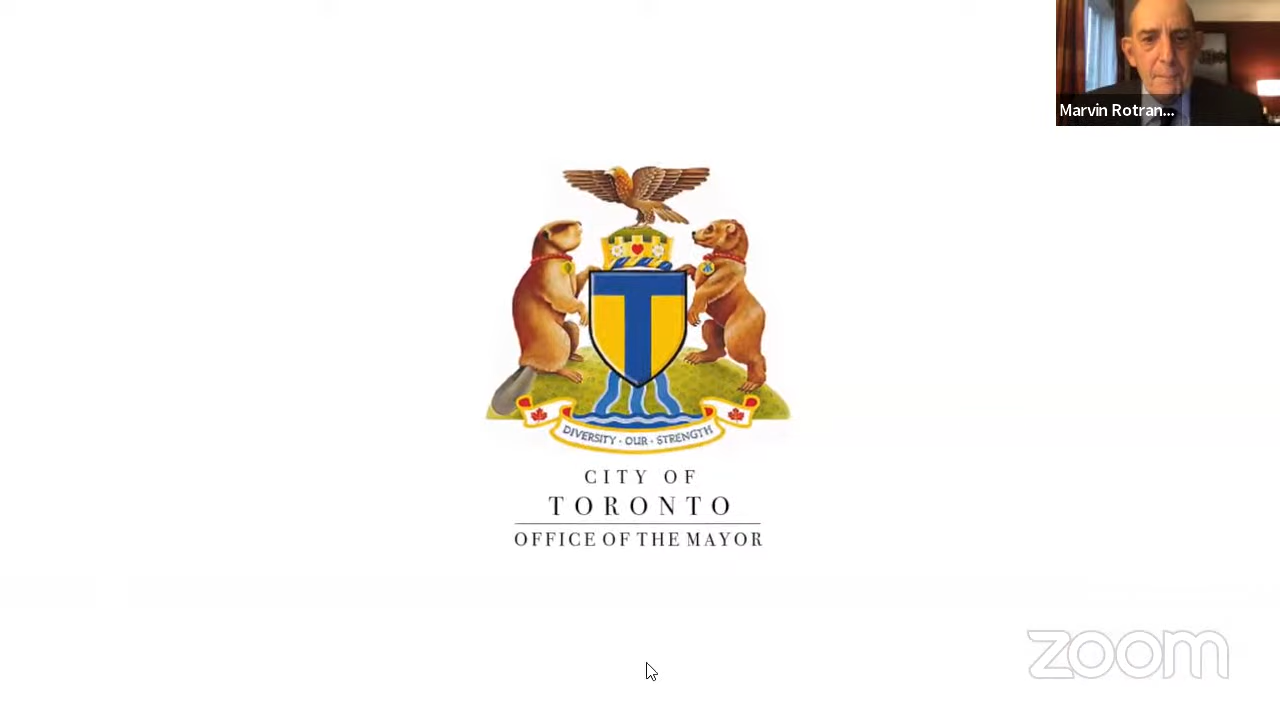 Marvin Rotran...
DIVERSITY · OUR · STRENGTH
CITY OF
TORONTO
OFFICE OF THE MAYOR
zoom